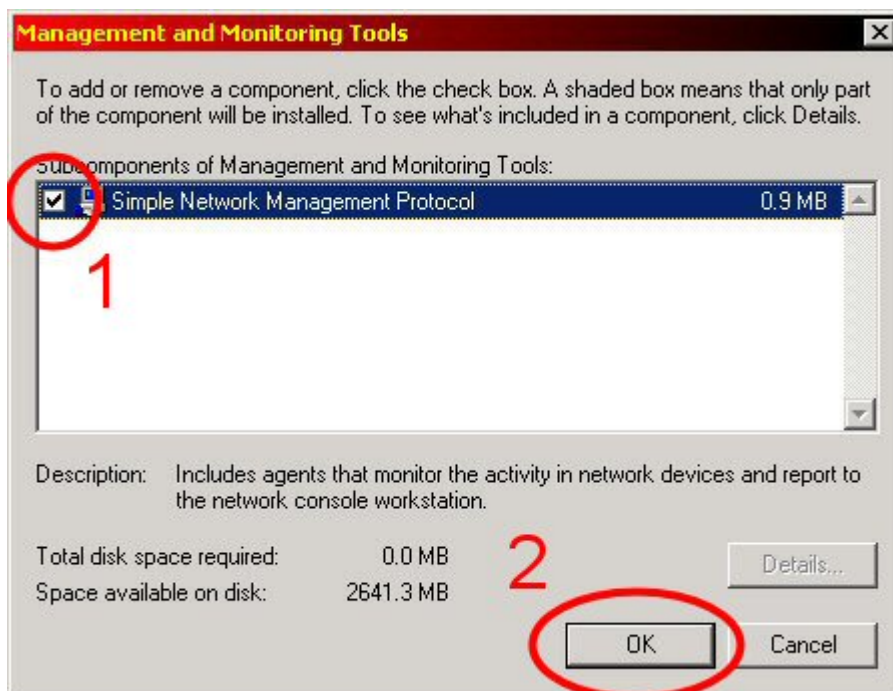 Management and Monitoring Tools
To add or remove a component, click the check box. A shaded box means that only part
of the component will be installed. To see what's included in a component, click Details.
Subcomponents of Management and Monitoring Tools:
Simple Network Management Protocol 0.9 MB
1
Description: Includes agents that monitor the activity in network devices and report to
the network console workstation.
Total disk space required: 0.0 MB
2
Details...
Space available on disk: 2641.3 MB
OK Cancel